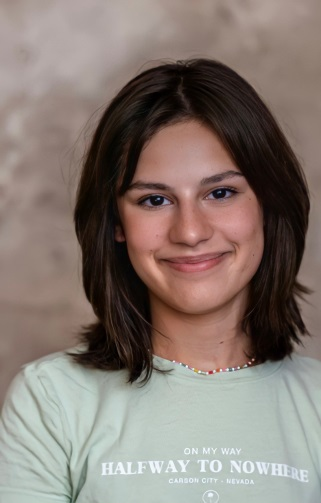 ON MY WAY
HALFWAY TO NOWHERE
CARSON CITY - NEVADA